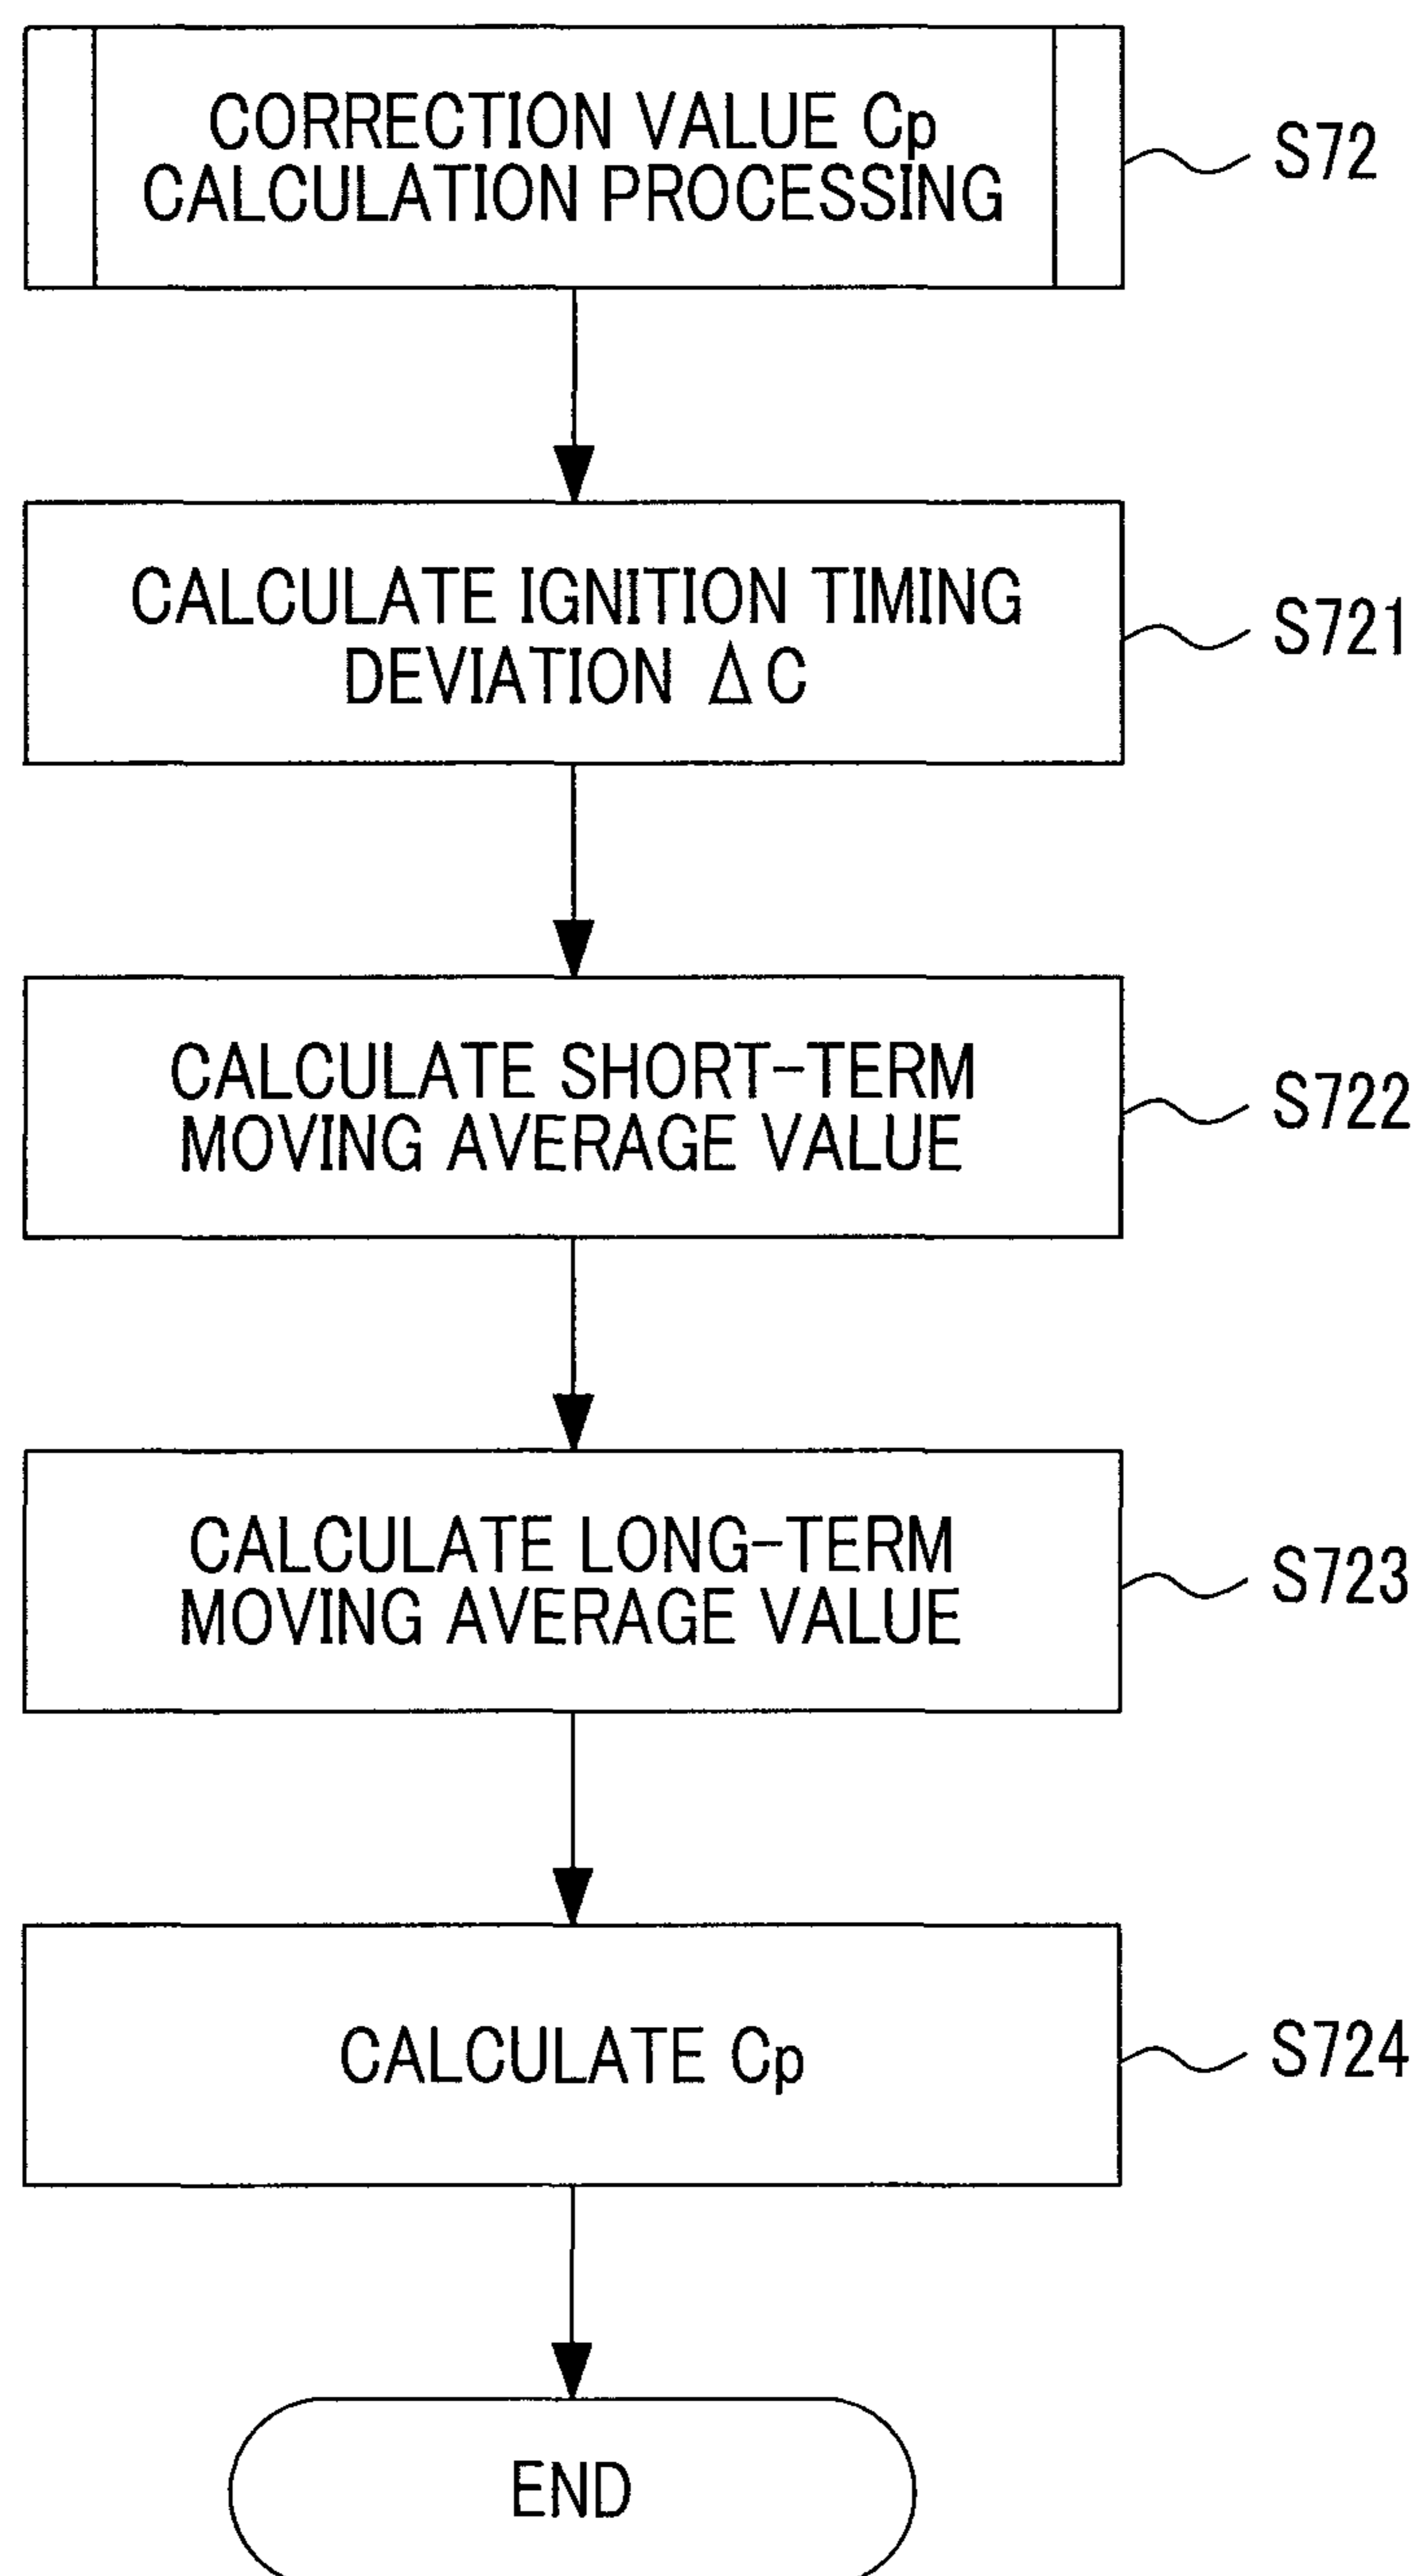 CORRECTION VALUE Cp
CALCULATION PROCESSING
S72
CALCULATE IGNITION TIMING
DEVIATION ΔC
S721
CALCULATE SHORT-TERM
MOVING AVERAGE VALUE
S722
CALCULATE LONG-TERM
MOVING AVERAGE VALUE
S723
CALCULATE Cp
S724
END